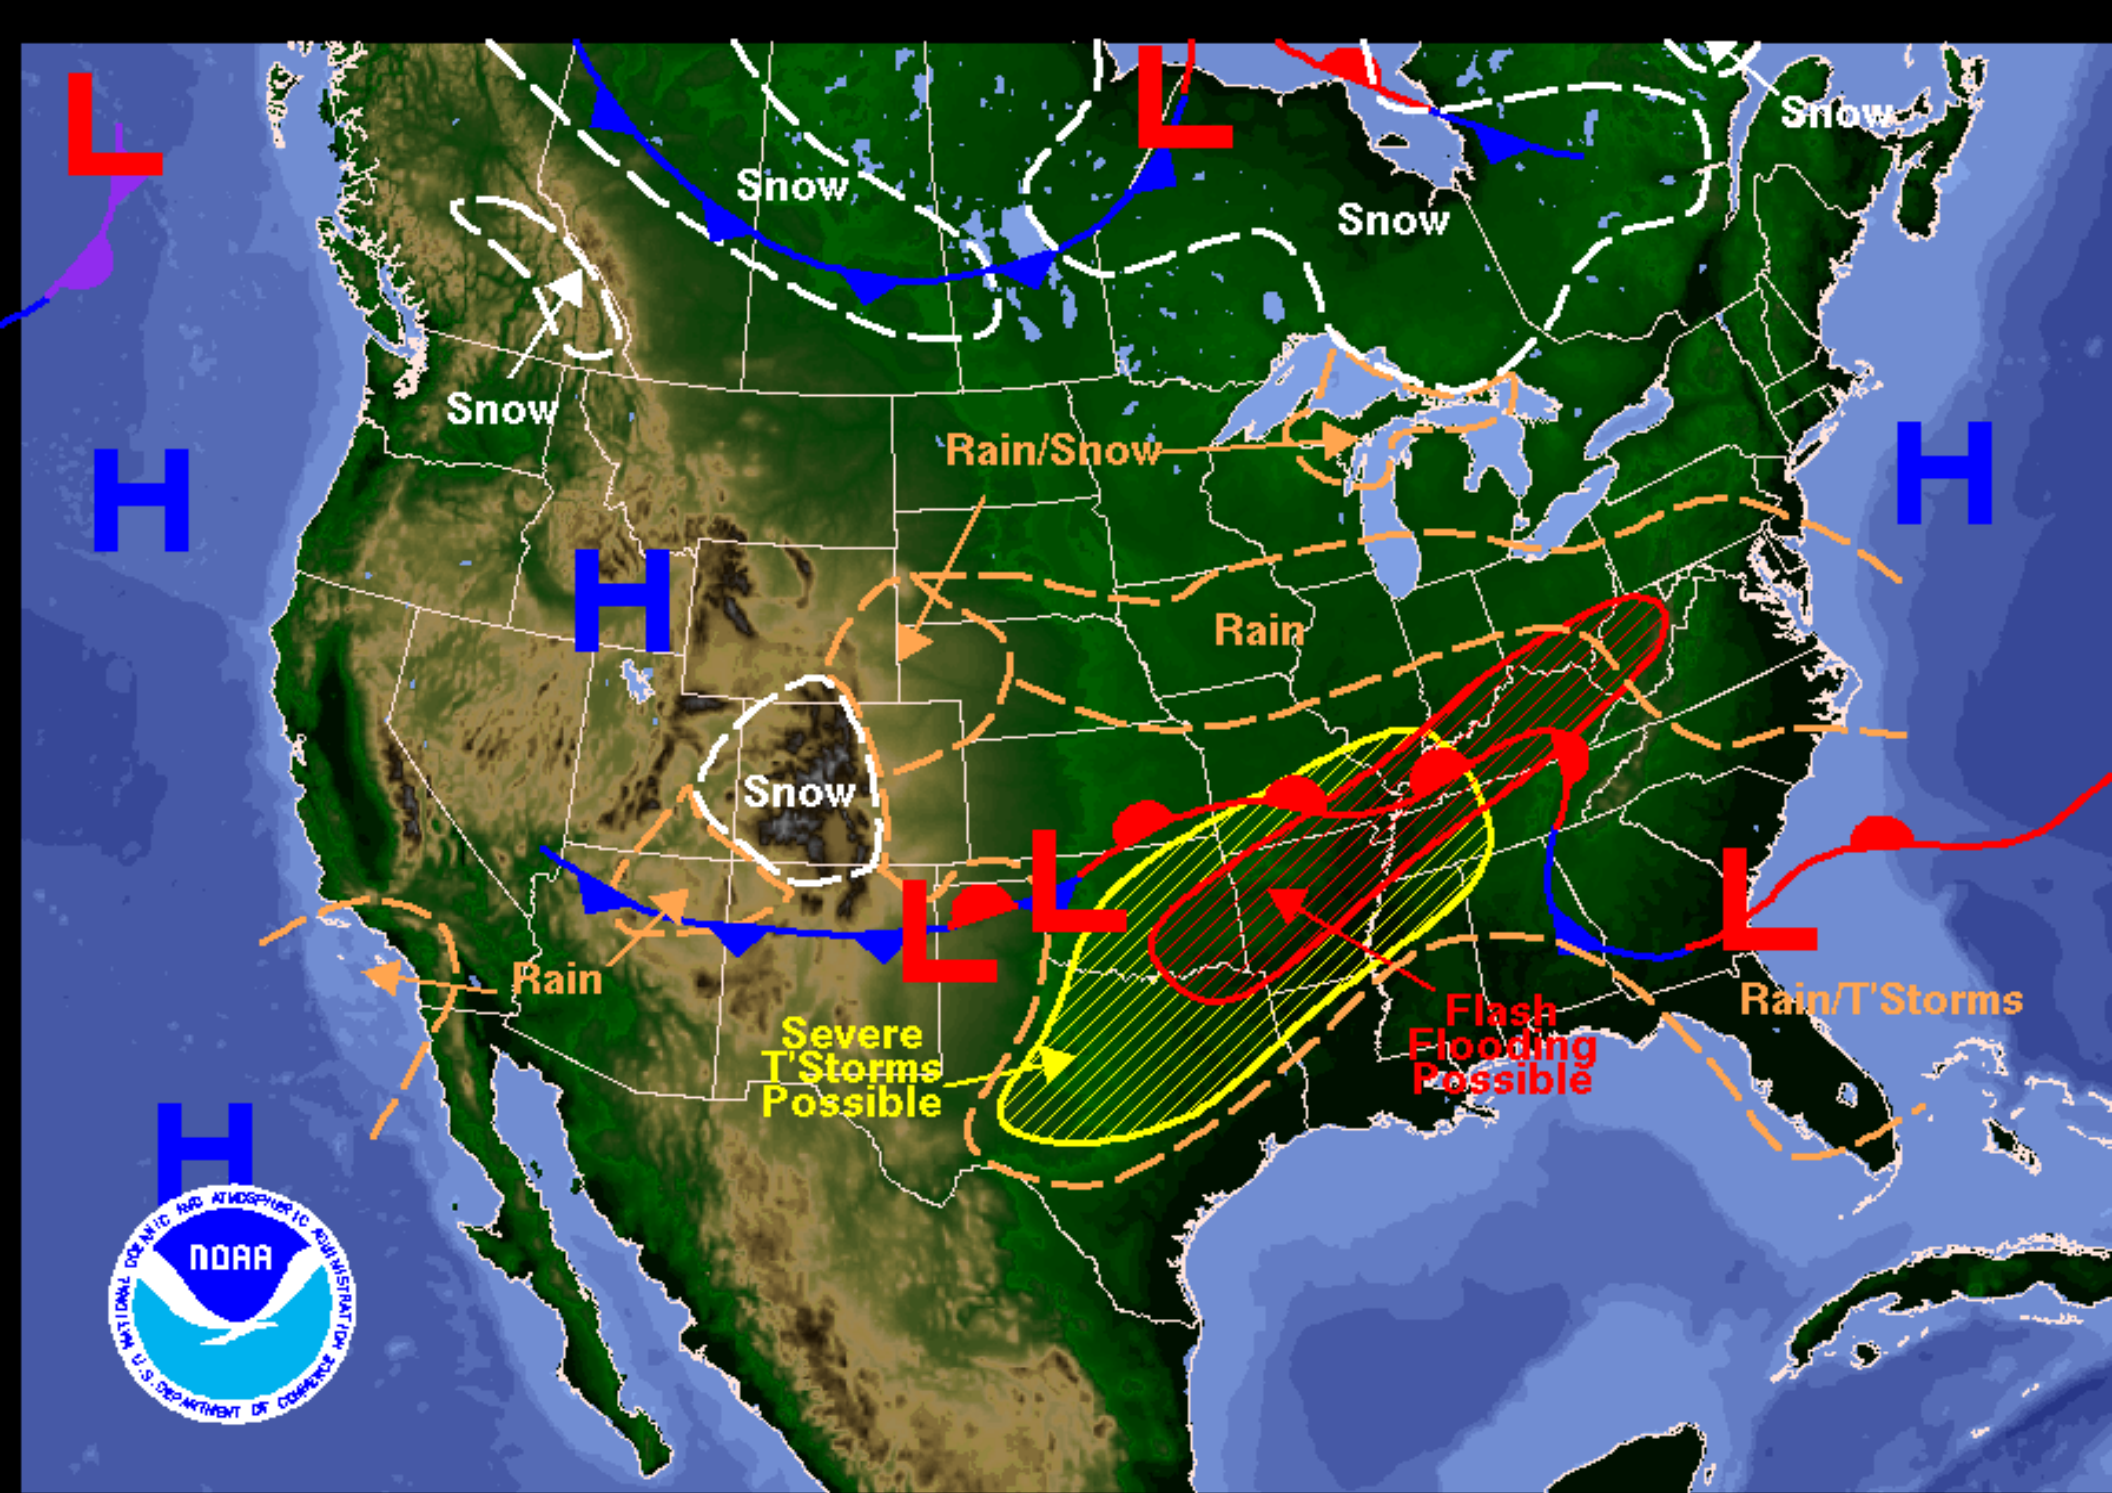 L
L
Snow
Snow
Snow
Snow
Rain/Snow
H
H
H
Rain
Snow
L
L
L
Rain
Rain/T'Storms
Severe
T'Storms
Possible
Flash
Flooding
Possible
H
NATIONAL OCEANIC AND ATMOSPHERIC ADMINISTRATION
NOAA
U.S. DEPARTMENT OF COMMERCE